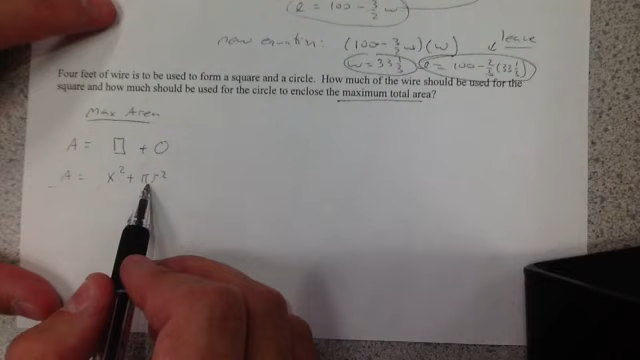 l = 100 - 3/2 w
new equation: (100 - 3/2 w)(w)
leave
w = 33 1/3 l = 100 - 3/2 (33 1/3)
Four feet of wire is to be used to form a square and a circle. How much of the wire should be used for the
square and how much should be used for the circle to enclose the maximum total area?
Max Area
A = □ + ○
A = x² + πr²